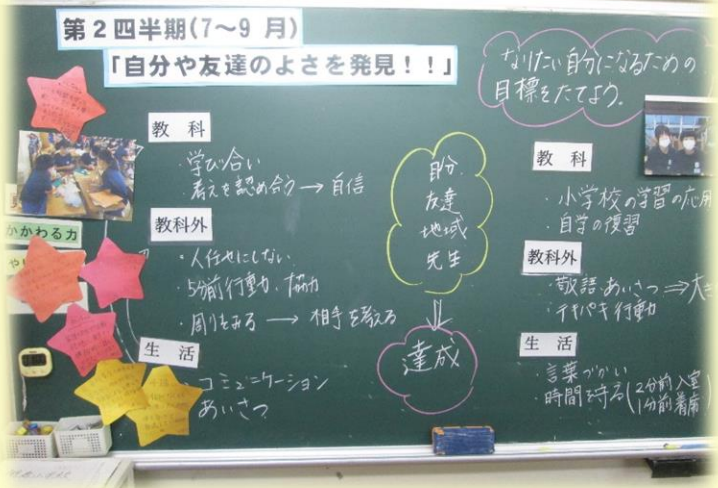 第2四半期(7～9 月)
「自分や友達のよさを発見！！」
教科
・学び合い
・考えを認め合う→自信
教科外
・人任せにしない
・5分前行動・協力
・周りをみる→相手を考える
生活
・コミュニケーション
あいさつ
かかわる力
自分
友達
地域
先生
⇓
達成
なりたい自分になるための
目標をたてよう。
教科
・小学校の学習の応用
・自学の復習
教科外
・敬語・あいさつ⇒大き
・テキパキ行動
生活
・言葉づかい
・時間を守る(2分前入室
1分前着席